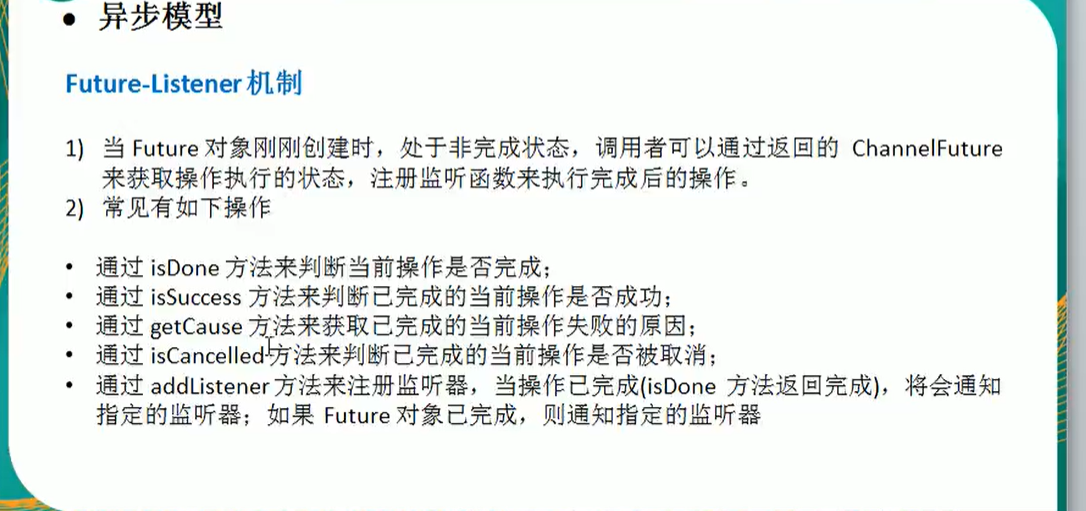 • 异步模型
Future-Listener 机制
1) 当 Future 对象刚刚创建时，处于非完成状态，调用者可以通过返回的 ChannelFuture
来获取操作执行的状态，注册监听函数来执行完成后的操作。
2) 常见有如下操作
• 通过 isDone 方法来判断当前操作是否完成；
• 通过 isSuccess 方法来判断已完成的当前操作是否成功；
• 通过 getCause 方法来获取已完成的当前操作失败的原因；
• 通过 isCancelled 方法来判断已完成的当前操作是否被取消；
• 通过 addListener 方法来注册监听器，当操作已完成(isDone 方法返回完成)，将会通知
指定的监听器；如果 Future 对象已完成，则通知指定的监听器